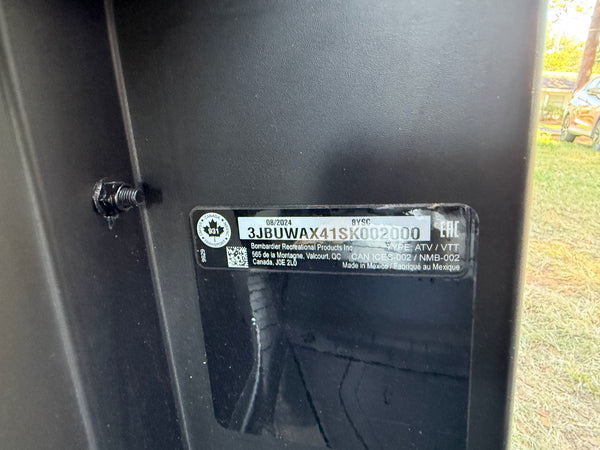 08/2024 8YSC
3JBUWAX41SK002000
EAC
Bombardier Recreational Products Inc TYPE: ATV / VTT
565 de la Montagne, Valcourt, QC CAN ICES-002 / NMB-002
Canada, J0E 2L0 Made in Mexico / Fabriqué au Mexique